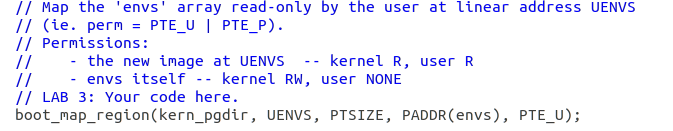 // Map the 'envs' array read-only by the user at linear address UENVS
// (ie. perm = PTE_U | PTE_P).
// Permissions:
//    - the new image at UENVS  -- kernel R, user R
//    - envs itself -- kernel RW, user NONE
// LAB 3: Your code here.
boot_map_region(kern_pgdir, UENVS, PTSIZE, PADDR(envs), PTE_U);